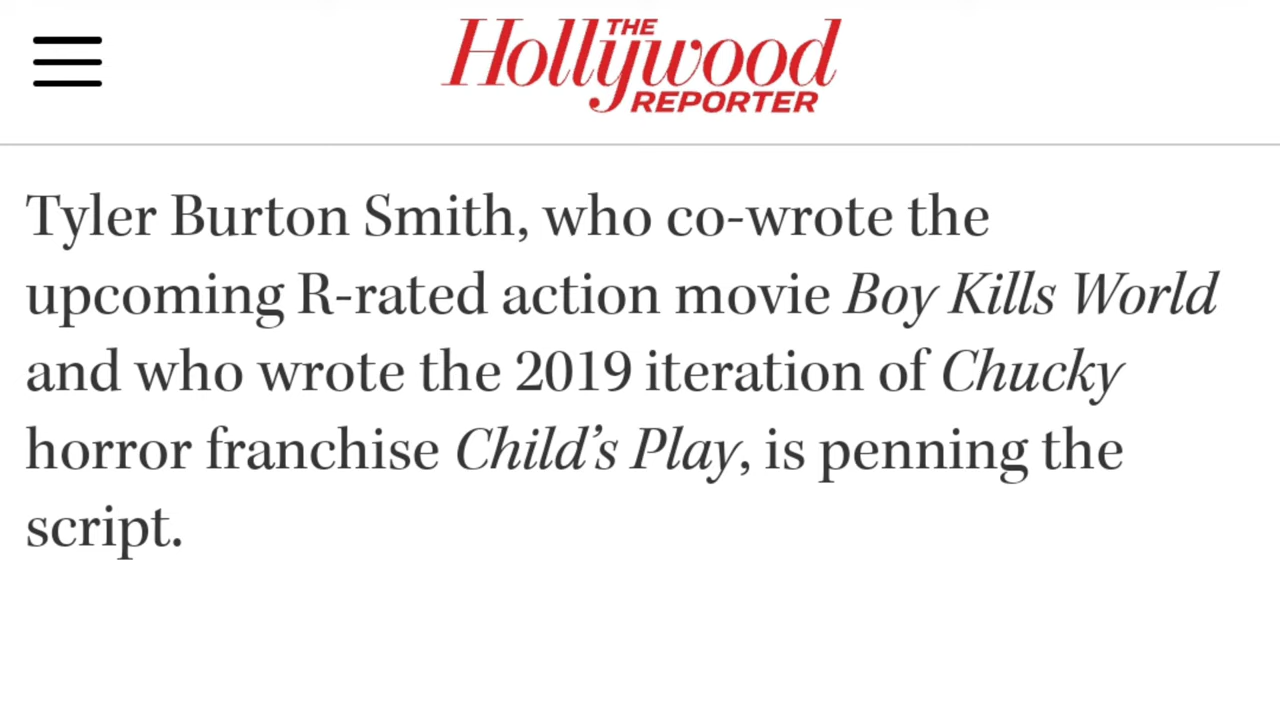 THE
Hollywood
REPORTER
Tyler Burton Smith, who co-wrote the
upcoming R-rated action movie Boy Kills World
and who wrote the 2019 iteration of Chucky
horror franchise Child’s Play, is penning the
script.